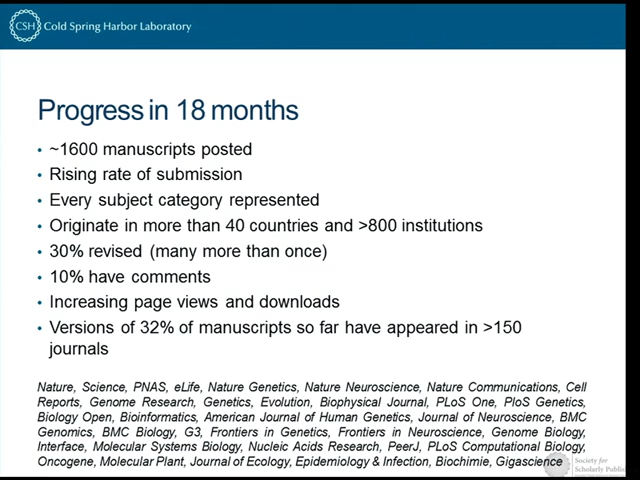 CSH Cold Spring Harbor Laboratory
Progress in 18 months
• ~1600 manuscripts posted
• Rising rate of submission
• Every subject category represented
• Originate in more than 40 countries and >800 institutions
• 30% revised (many more than once)
• 10% have comments
• Increasing page views and downloads
• Versions of 32% of manuscripts so far have appeared in >150
journals
Nature, Science, PNAS, eLife, Nature Genetics, Nature Neuroscience, Nature Communications, Cell
Reports, Genome Research, Genetics, Evolution, Biophysical Journal, PLoS One, PloS Genetics,
Biology Open, Bioinformatics, American Journal of Human Genetics, Journal of Neuroscience, BMC
Genomics, BMC Biology, G3, Frontiers in Genetics, Frontiers in Neuroscience, Genome Biology,
Interface, Molecular Systems Biology, Nucleic Acids Research, PeerJ, PLoS Computational Biology,
Oncogene, Molecular Plant, Journal of Ecology, Epidemiology & Infection, Biochimie, Gigascience
Society for
Scholarly Publis